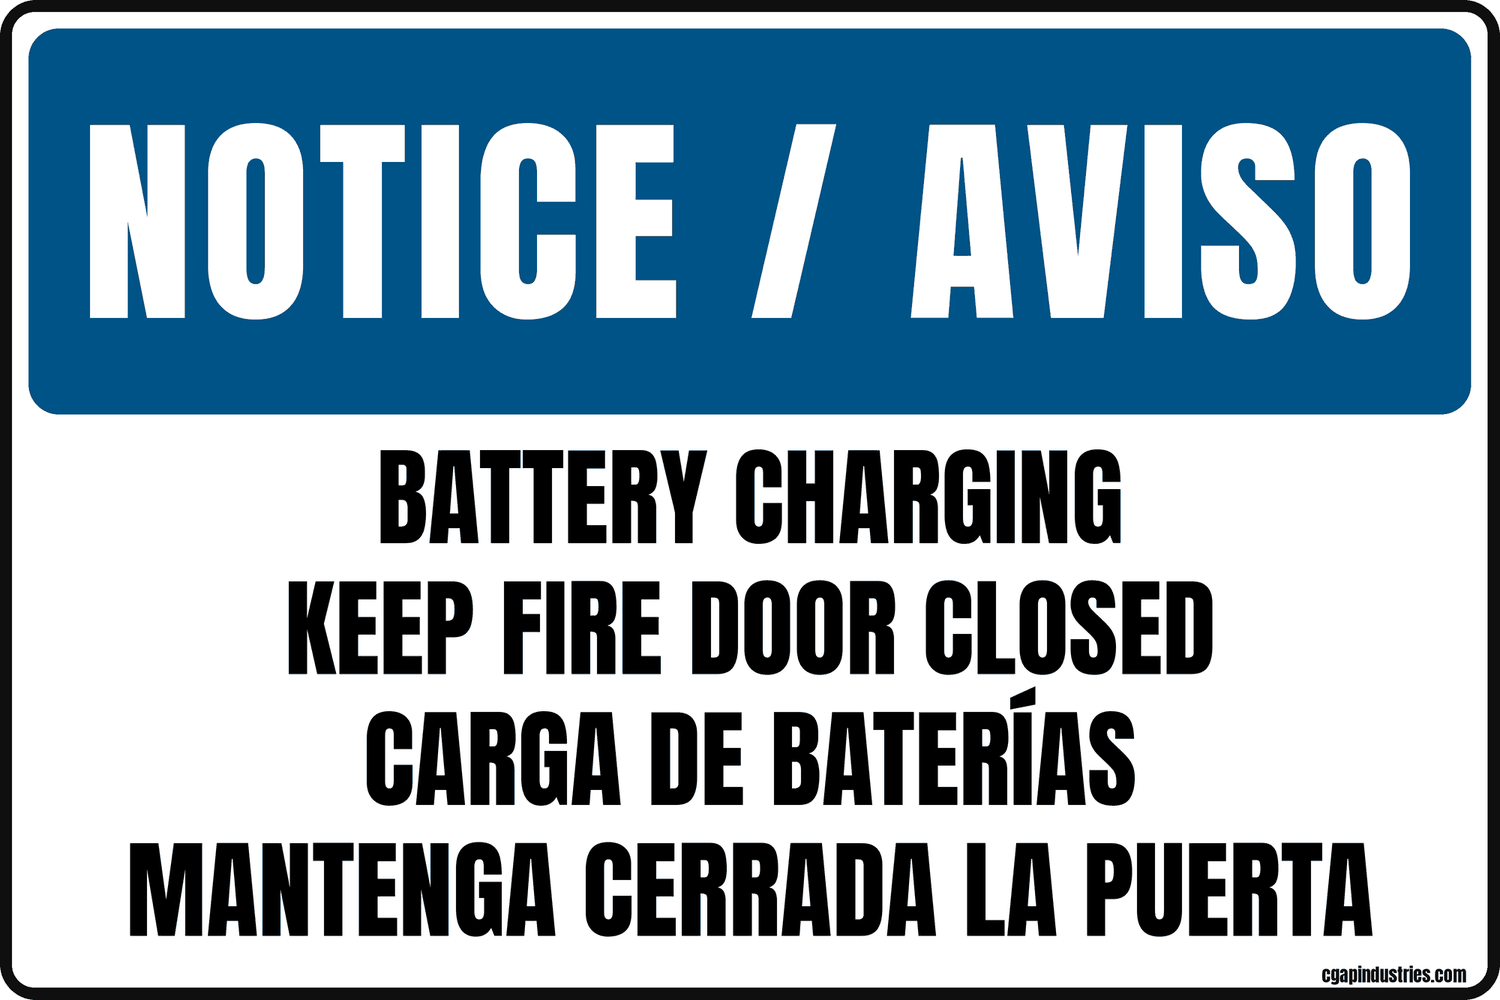 NOTICE / AVISO
BATTERY CHARGING
KEEP FIRE DOOR CLOSED
CARGA DE BATERÍAS
MANTENGA CERRADA LA PUERTA
cgapindustries.com